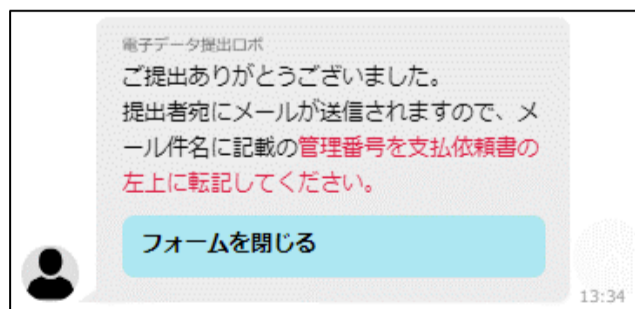 電子データ提出ロボ
ご提出ありがとうございました。
提出者宛にメールが送信されますので、メ
ール件名に記載の管理番号を支払依頼書の
左上に転記してください。
フォームを閉じる
13:34